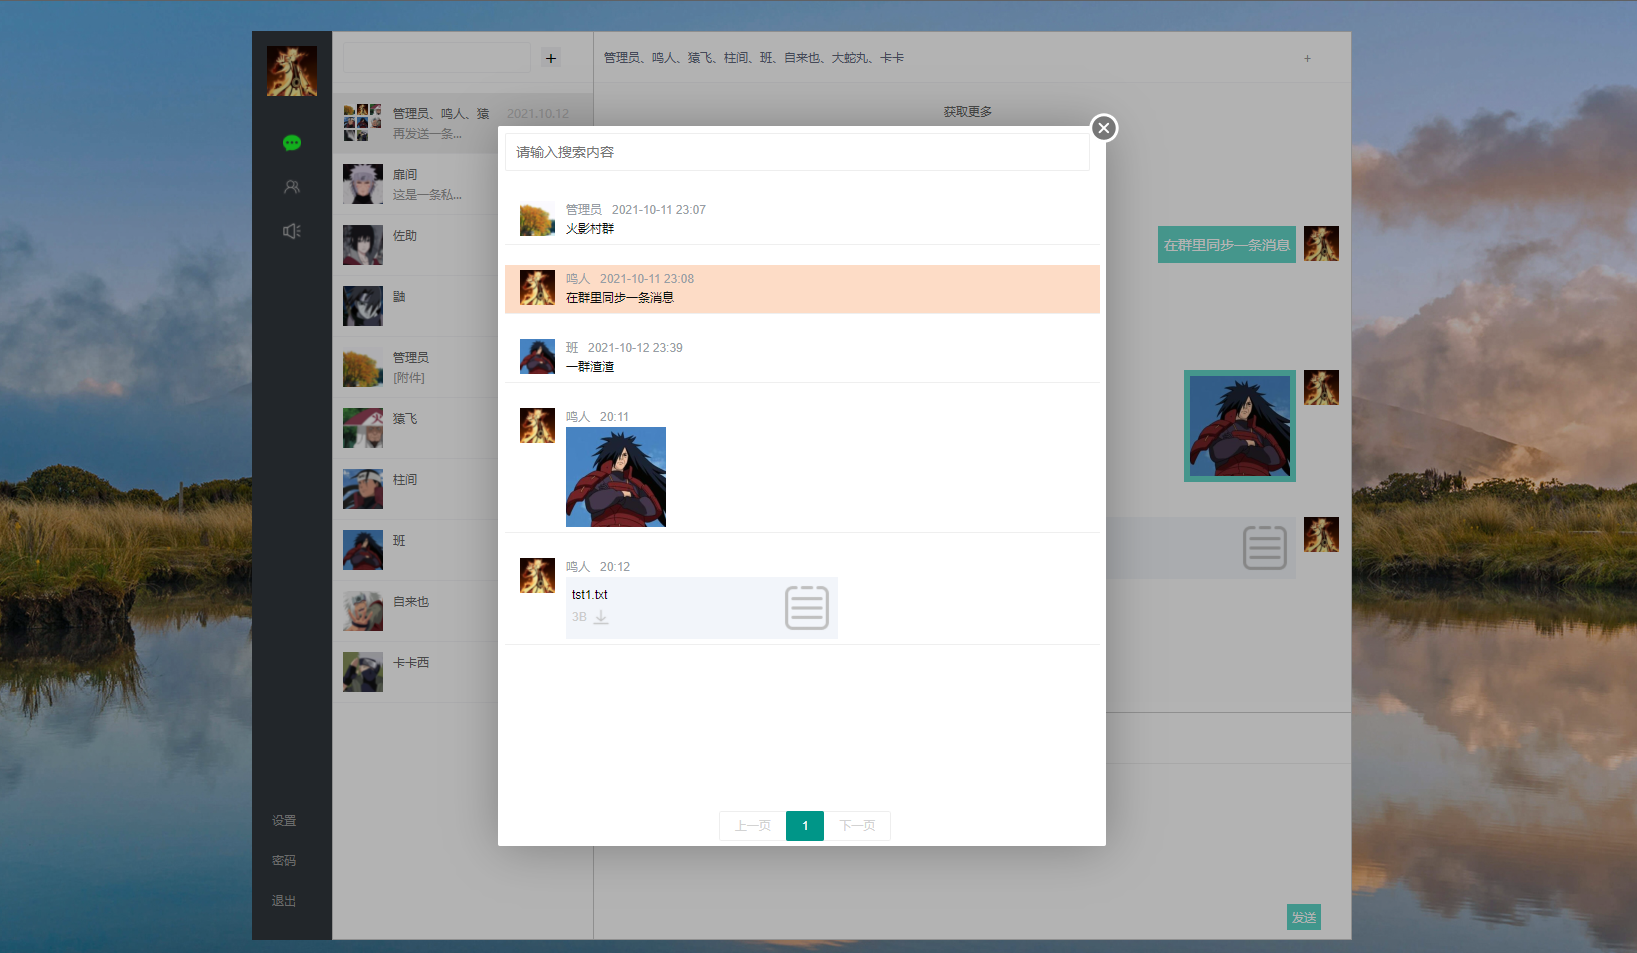 管理员、鸣人、猿飞、柱间、班、自来也、大蛇丸、卡卡
+
+
获取更多
管理员、鸣人、猿
2021.10.12
再发送一条...
扉间
这是一条私...
佐助
鼬
管理员
[附件]
猿飞
柱间
班
自来也
卡卡西
设置
密码
退出
请输入搜索内容
管理员 2021-10-11 23:07
火影村群
鸣人 2021-10-11 23:08
在群里同步一条消息
班 2021-10-12 23:39
一群渣渣
鸣人 20:11
鸣人 20:12
tst1.txt
3B
上一页 1 下一页
在群里同步一条消息
发送